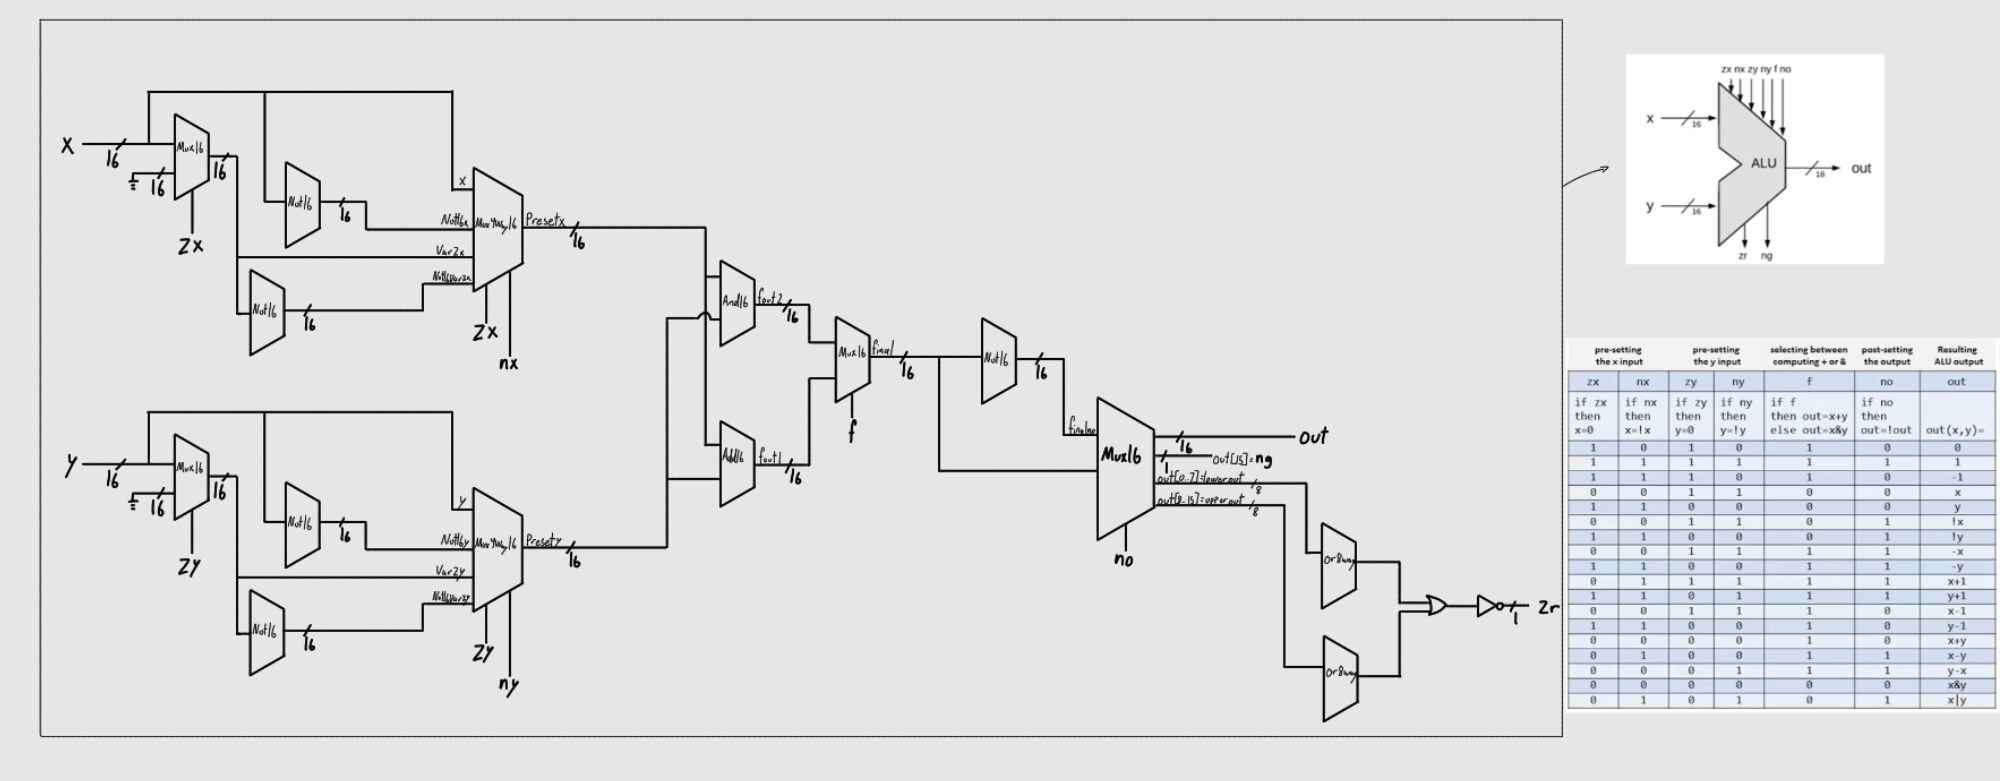 X
16
16
Mux16
16
Zx
Not16
16
Not16
16
x
Not16x
Varzx
Mux4way16
Zx
nx
Presetx
16
y
16
16
Mux16
16
Zy
Not16
16
Not16
16
y
Not16y
Varzy
Not16Varzy
Mux4way16
Zy
ny
Presety
16
And16
fout2
16
Add16
fout1
16
Mux16
final
16
f
Not16
16
Mux16
no
16
out
1
out[15]=ng
out[0..7]=lowerout
8
out[8..15]=upperout
8
Or8way
Or8way
1
Zr
zx nx zy ny f no
x
16
ALU
16
out
y
16
zr ng
pre-setting the x input
pre-setting the y input
selecting between computing + or &
post-setting the output
Resulting ALU output
zx nx zy ny f no out
if zx then x=0
if nx then x=!x
if zy then y=0
if ny then y=!y
if f then out=x+y else out=x&y
if no then out=!out
out(x,y)=
1 0 1 0 1 0 0
1 1 1 1 1 1 1
1 1 1 0 1 0 -1
0 0 1 1 0 0 x
1 1 0 0 0 0 y
0 0 1 1 0 1 !x
1 1 0 0 0 1 !y
0 0 1 1 1 1 -x
1 1 0 0 1 1 -y
0 1 1 1 1 1 x+1
1 1 0 1 1 1 y+1
0 0 1 1 1 0 x-1
1 1 0 0 1 0 y-1
0 0 0 0 1 0 x+y
0 1 0 0 1 1 x-y
0 0 0 1 1 1 y-x
0 0 0 0 0 0 x&y
0 1 0 1 0 1 x|y